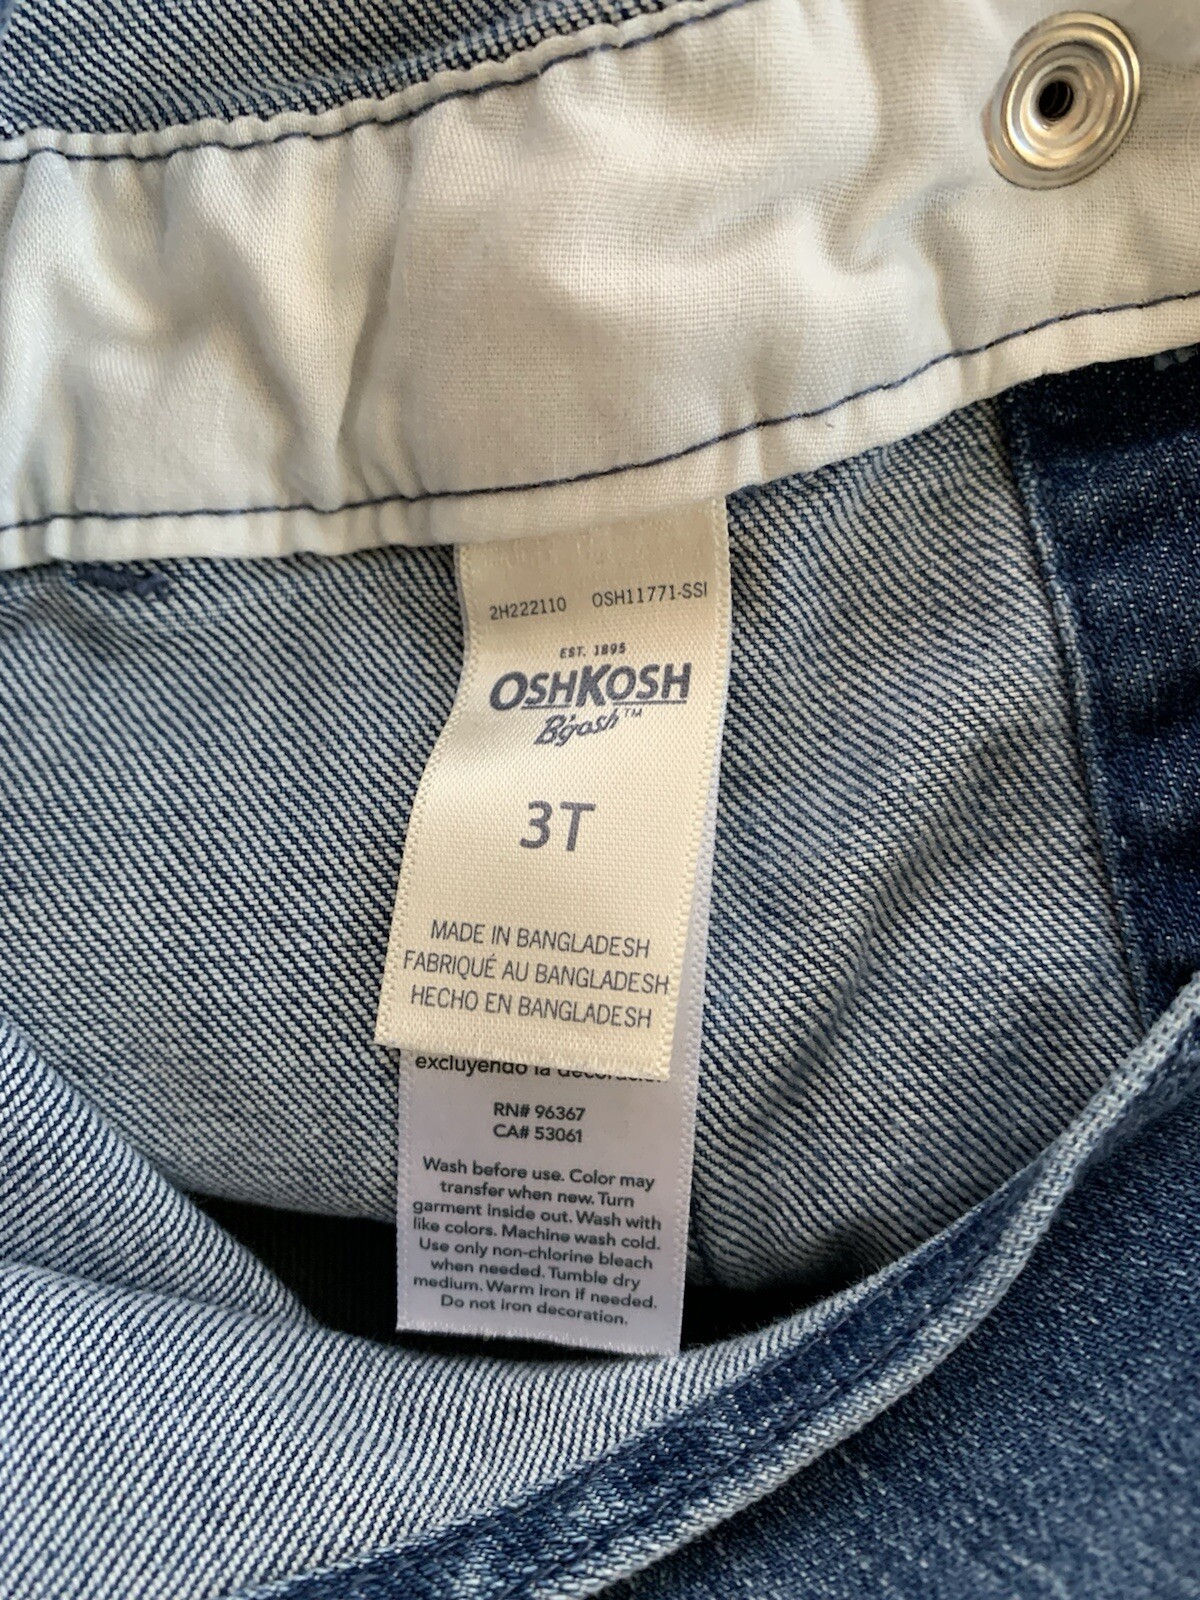 2H222110 OSH11771-SSI
EST. 1895
OSHKOSH
B'gosh™
3T
MADE IN BANGLADESH
FABRIQUÉ AU BANGLADESH
HECHO EN BANGLADESH
excluyendo la
RN# 96367
CA# 53061
Wash before use. Color may
transfer when new. Turn
garment inside out. Wash with
like colors. Machine wash cold.
Use only non-chlorine bleach
when needed. Tumble dry
medium. Warm iron if needed.
Do not iron decoration.